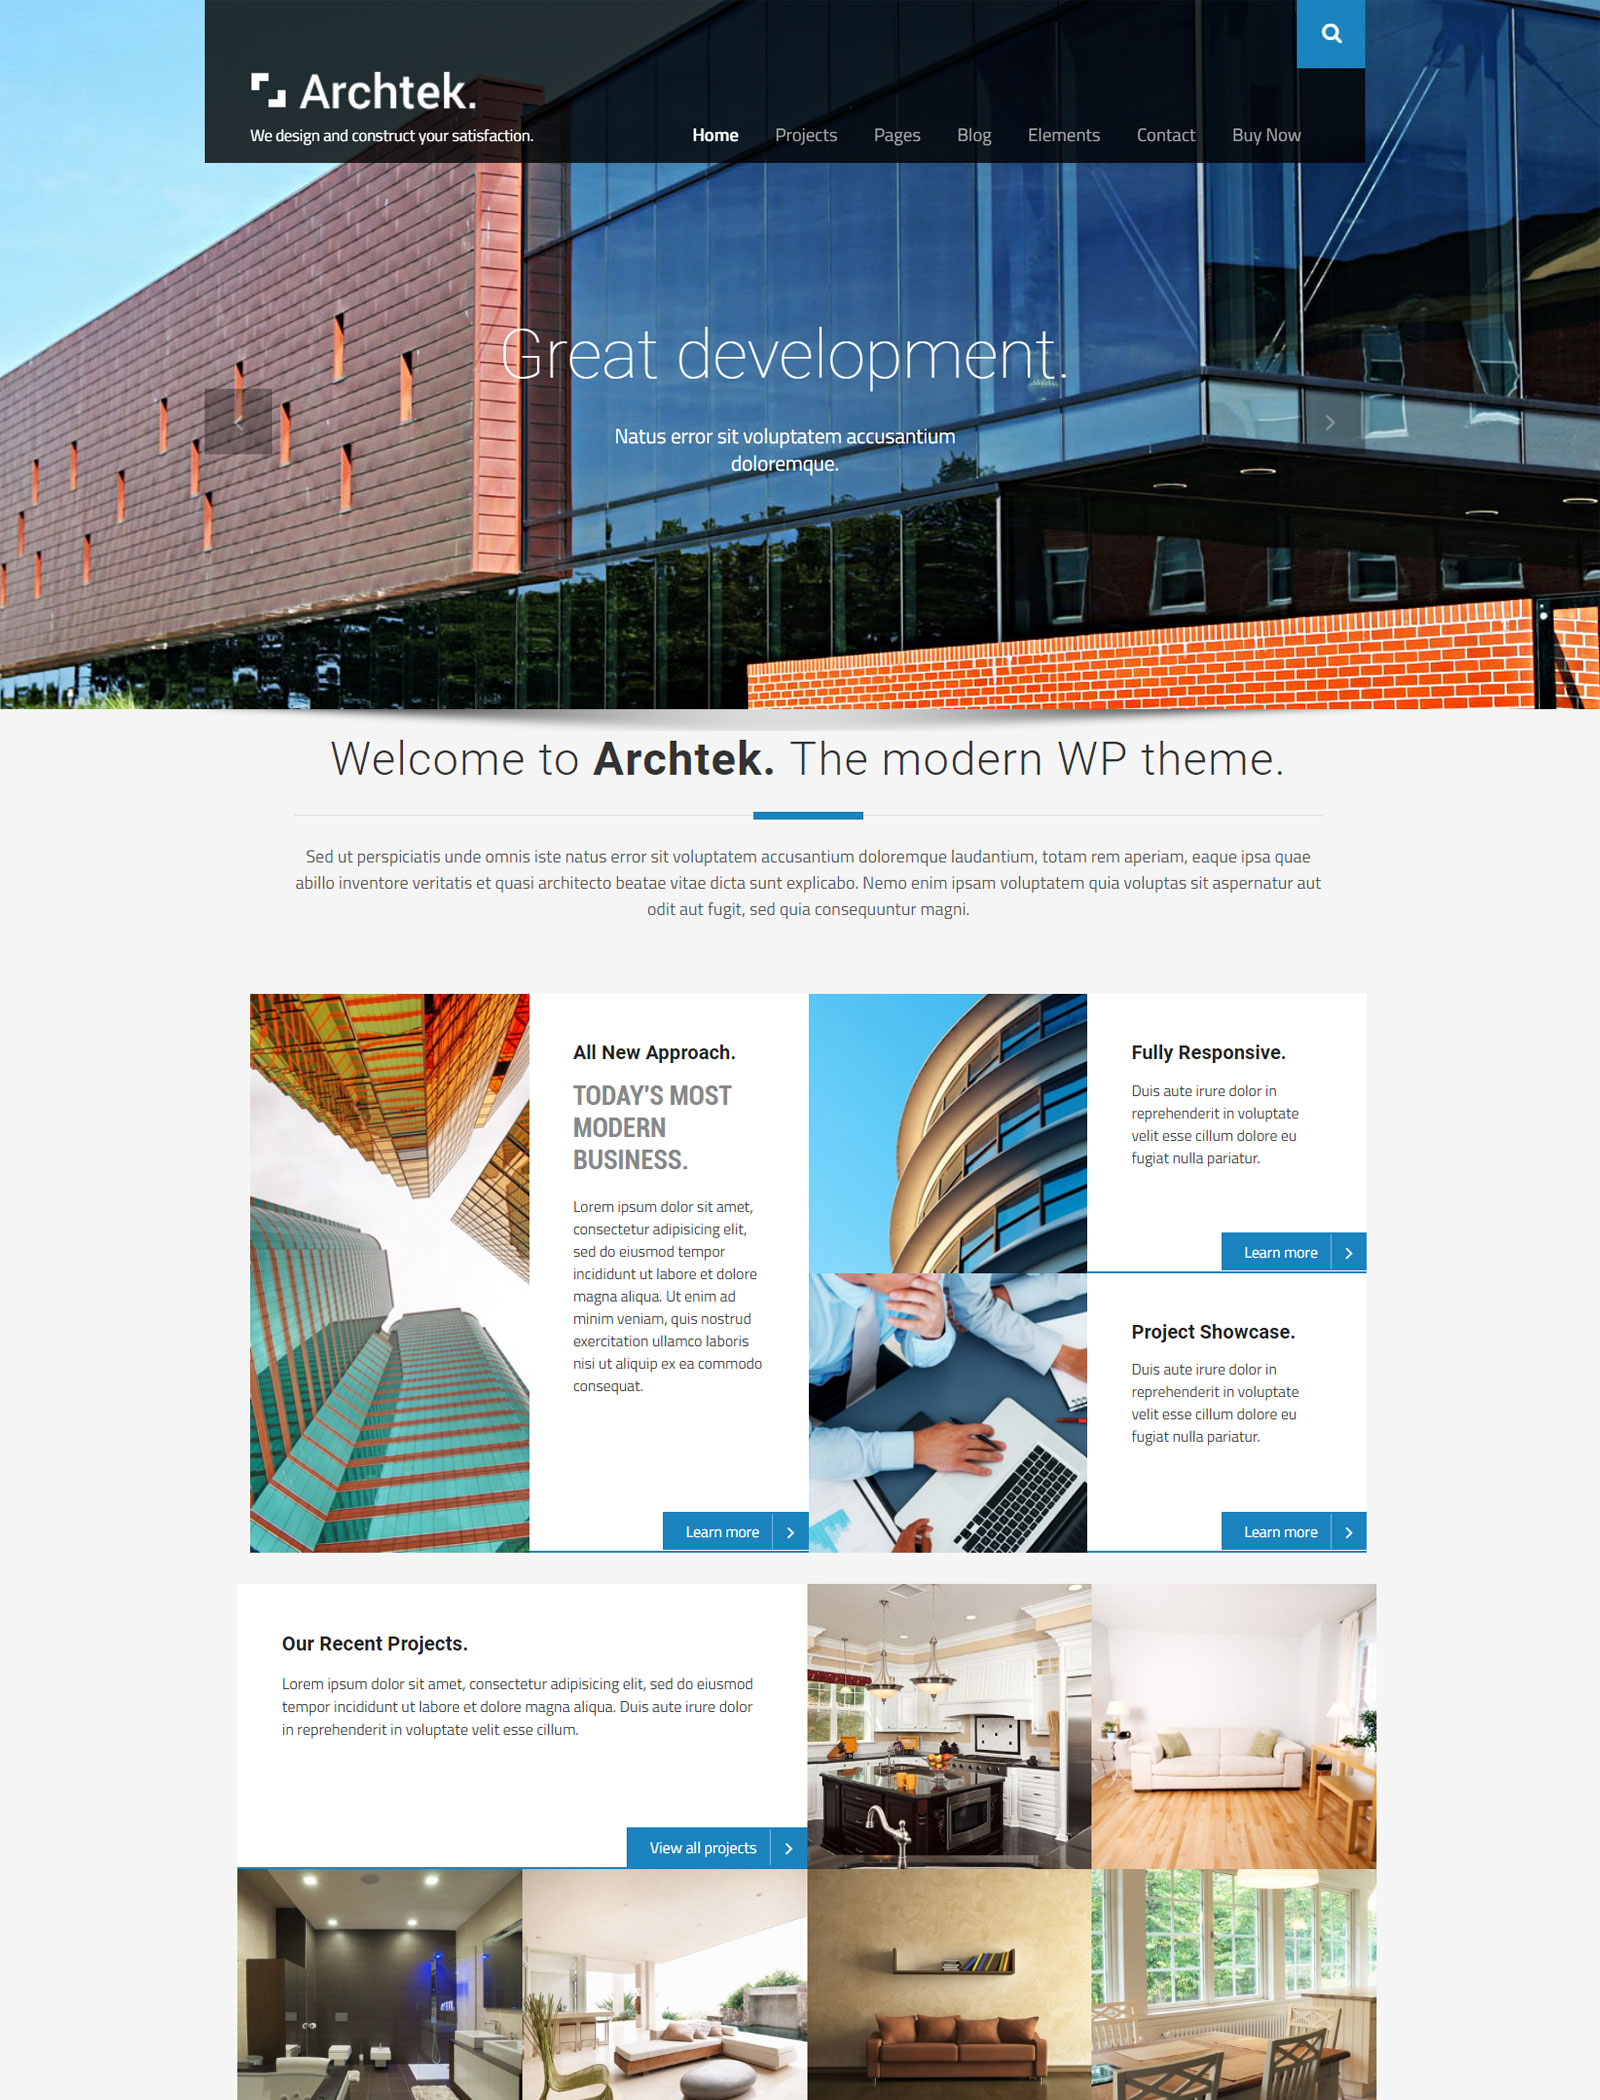 Archtek.
We design and construct your satisfaction.
Home Projects Pages Blog Elements Contact Buy Now
Great development.
Natus error sit voluptatem accusantium
doloremque.
Welcome to Archtek. The modern WP theme.
Sed ut perspiciatis unde omnis iste natus error sit voluptatem accusantium doloremque laudantium, totam rem aperiam, eaque ipsa quae
abillo inventore veritatis et quasi architecto beatae vitae dicta sunt explicabo. Nemo enim ipsam voluptatem quia voluptas sit aspernatur aut
odit aut fugit, sed quia consequuntur magni.
All New Approach.
TODAY'S MOST
MODERN
BUSINESS.
Lorem ipsum dolor sit amet,
consectetur adipisicing elit,
sed do eiusmod tempor
incididunt ut labore et dolore
magna aliqua. Ut enim ad
minim veniam, quis nostrud
exercitation ullamco laboris
nisi ut aliquip ex ea commodo
consequat.
Learn more
Fully Responsive.
Duis aute irure dolor in
reprehenderit in voluptate
velit esse cillum dolore eu
fugiat nulla pariatur.
Learn more
Project Showcase.
Duis aute irure dolor in
reprehenderit in voluptate
velit esse cillum dolore eu
fugiat nulla pariatur.
Learn more
Our Recent Projects.
Lorem ipsum dolor sit amet, consectetur adipisicing elit, sed do eiusmod
tempor incididunt ut labore et dolore magna aliqua. Duis aute irure dolor
in reprehenderit in voluptate velit esse cillum.
View all projects